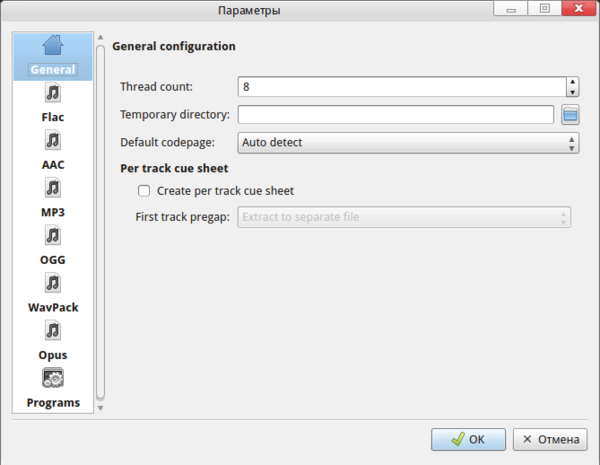 Параметры
General
Flac
AAC
MP3
OGG
WavPack
Opus
Programs
General configuration
Thread count: 8
Temporary directory:
Default codepage: Auto detect
Per track cue sheet
Create per track cue sheet
First track pregap: Extract to separate file
OK Отмена